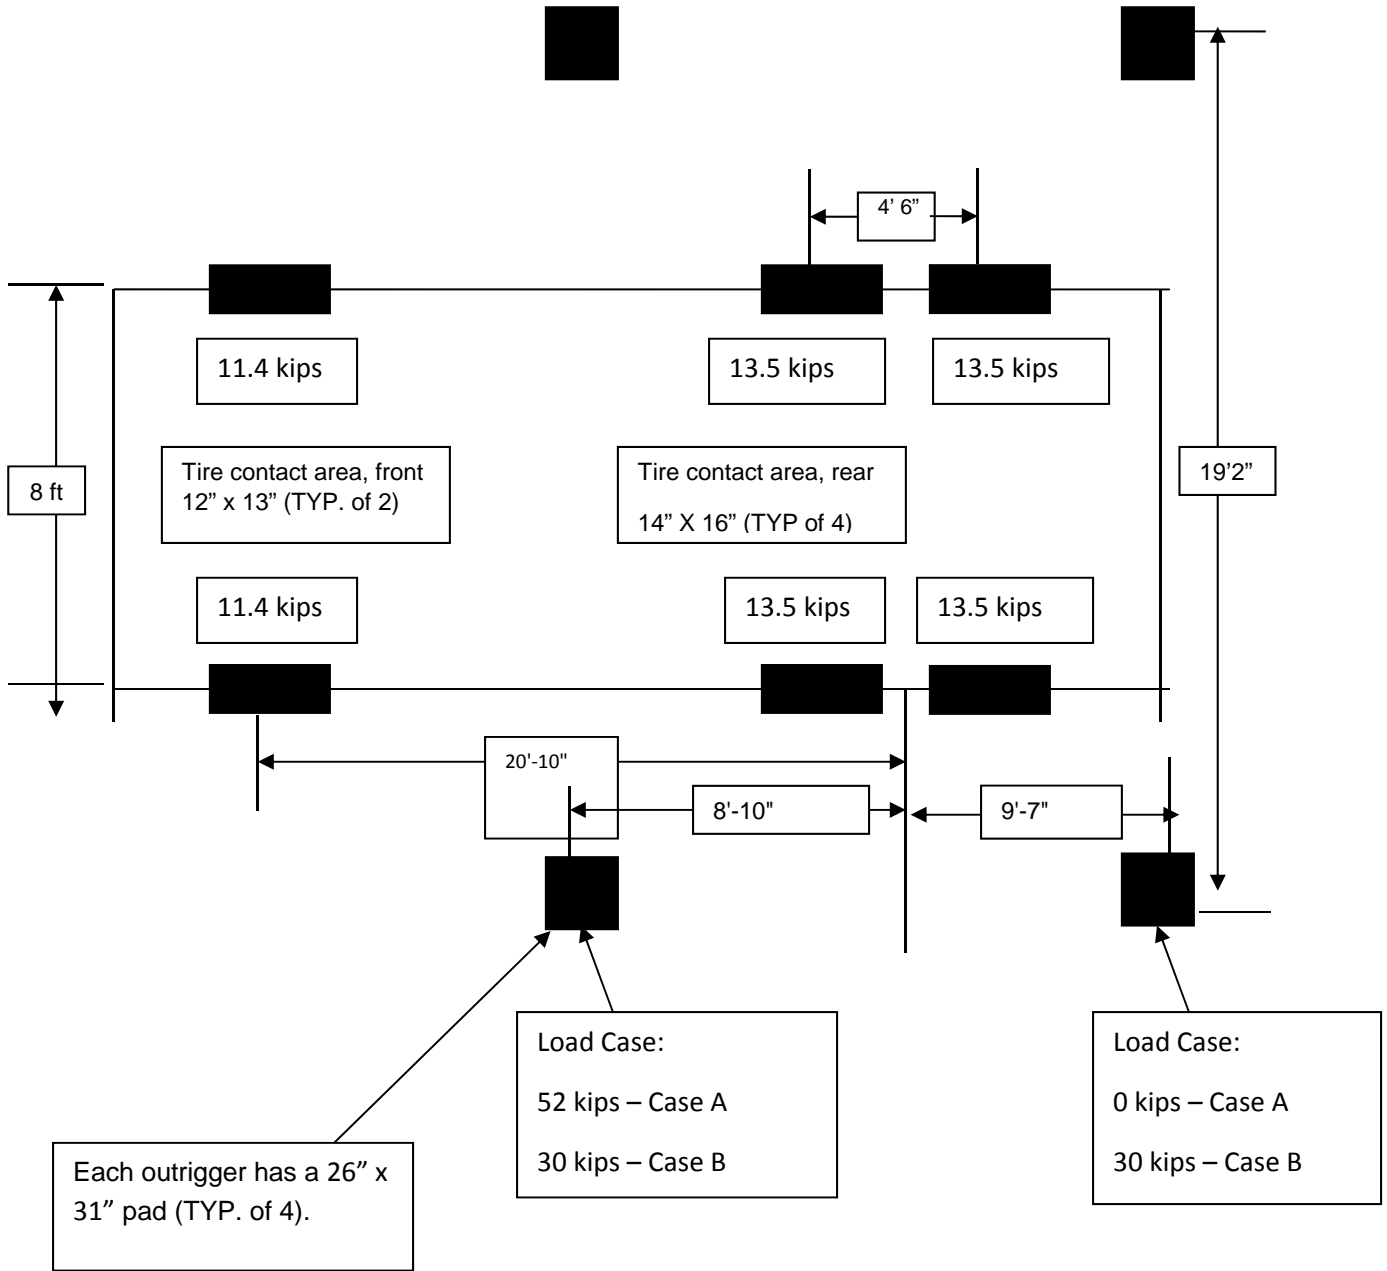 4' 6”
11.4 kips
13.5 kips
13.5 kips
8 ft
Tire contact area, front
12” x 13” (TYP. of 2)
Tire contact area, rear
14” X 16” (TYP of 4)
19’2”
11.4 kips
13.5 kips
13.5 kips
20'-10"
8'-10"
9'-7"
Load Case:
52 kips – Case A
30 kips – Case B
Load Case:
0 kips – Case A
30 kips – Case B
Each outrigger has a 26” x
31” pad (TYP. of 4).